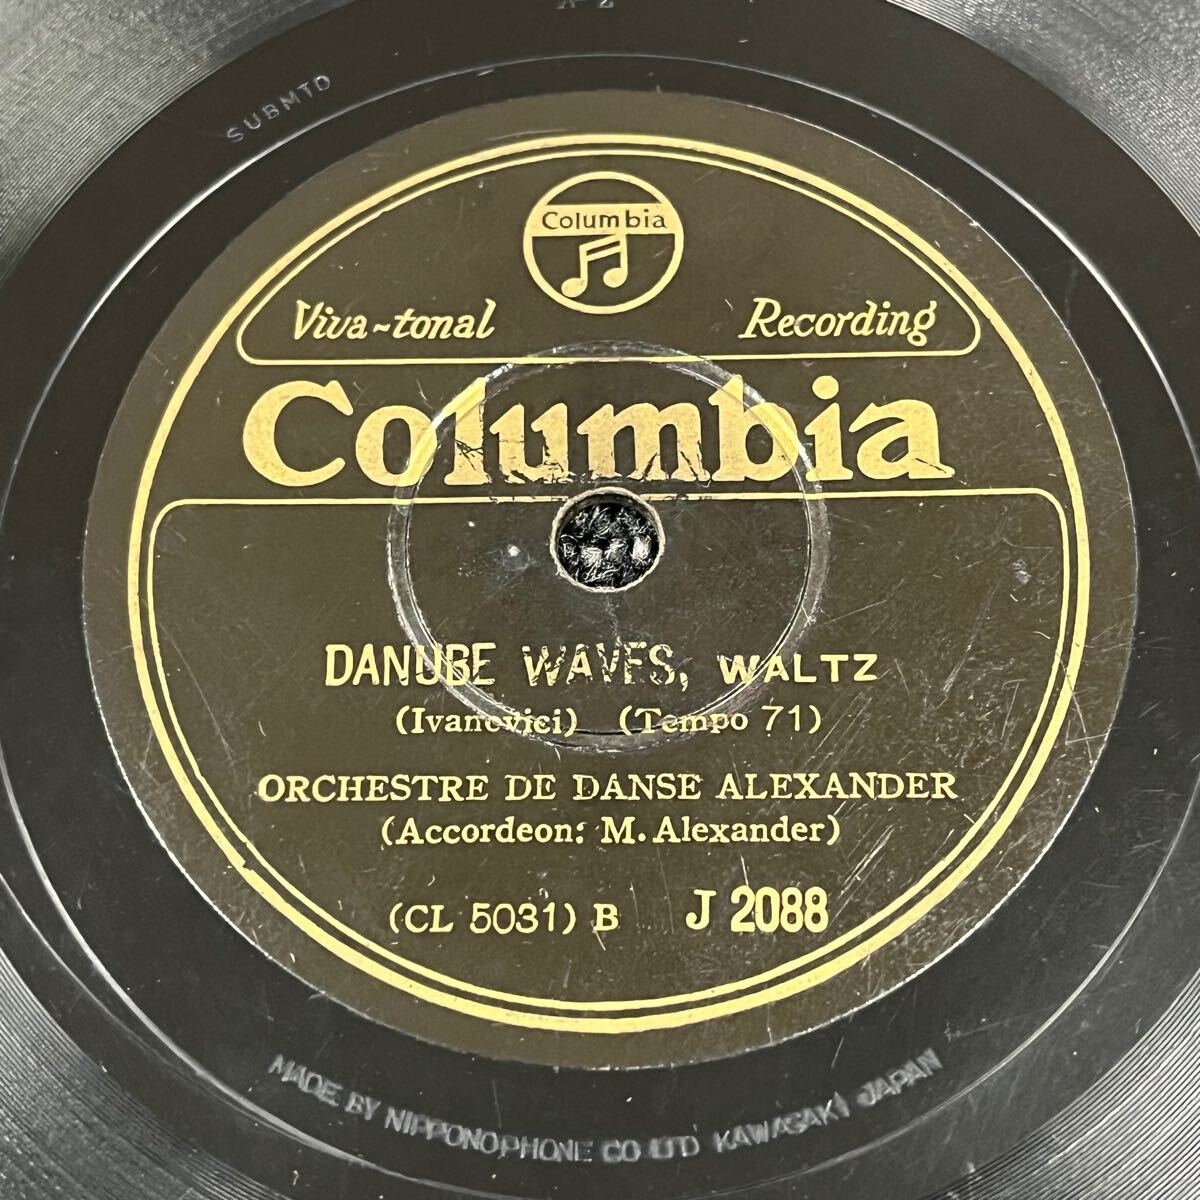 SUBMTD
Columbia
Viva-tonal Recording
Columbia
DANUBE WAVES, WALTZ
(Ivanovici) (Tempo 71)
ORCHESTRE DE DANSE ALEXANDER
(Accordeon: M. Alexander)
(CL 5031) B J 2088
MADE BY NIPPONOPHONE CO LTD KAWASAKI JAPAN